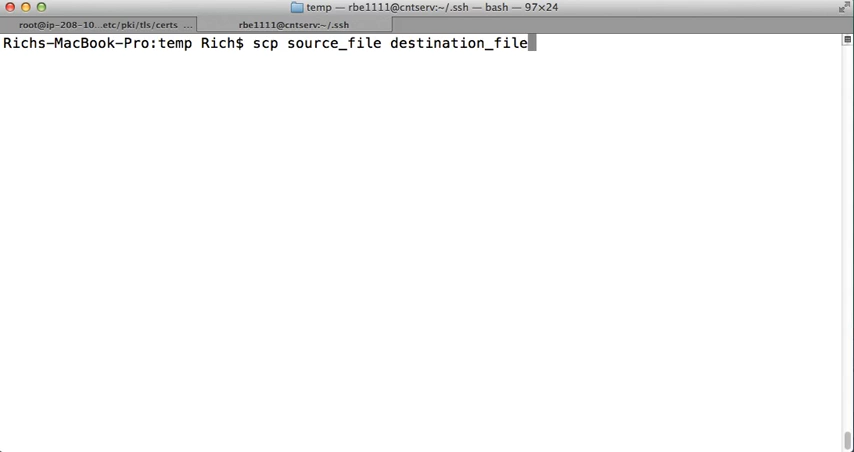 temp — rbe1111@cntserv:~/.ssh — bash — 97×24
root@ip-208-10...etc/pki/tls/certs ...
rbe1111@cntserv:~/.ssh
Richs-MacBook-Pro:temp Rich$ scp source_file destination_file